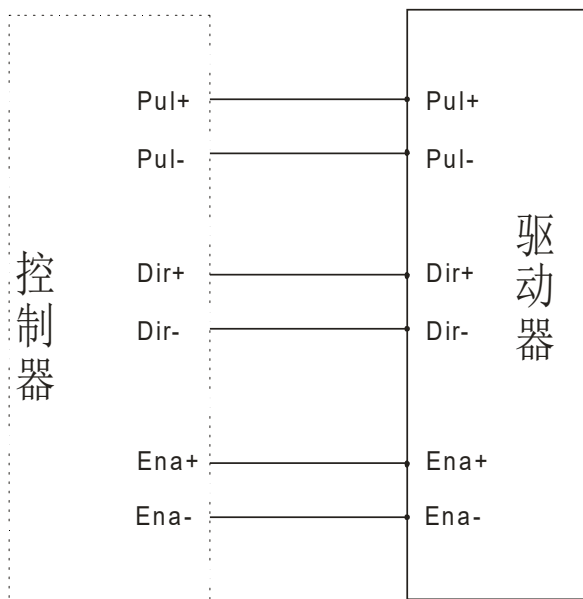 Pul+ Pul+
Pul- Pul-
控制器
驱动器
Dir+ Dir+
Dir- Dir-
Ena+ Ena+
Ena- Ena-